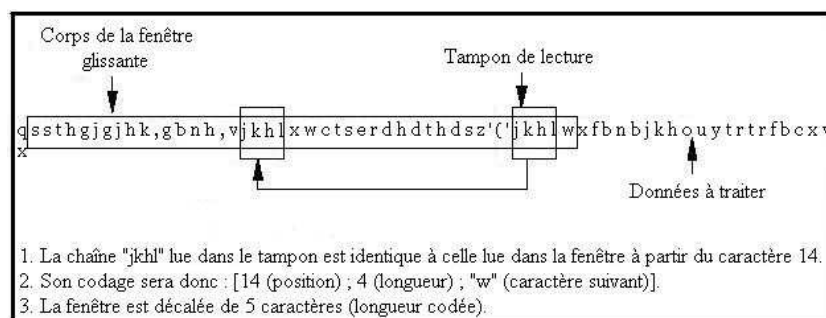 Corps de la fenêtre
glissante
Tampon de lecture
qssthgjgjhk,gbnh,vjkhlxwctserdhdthdsz'('jkhlwxfbnbjkhouytrtrfbcxv
x
Données à traiter
1. La chaîne "jkhl" lue dans le tampon est identique à celle lue dans la fenêtre à partir du caractère 14.
2. Son codage sera donc : [14 (position) ; 4 (longueur) ; "w" (caractère suivant)].
3. La fenêtre est décalée de 5 caractères (longueur codée).